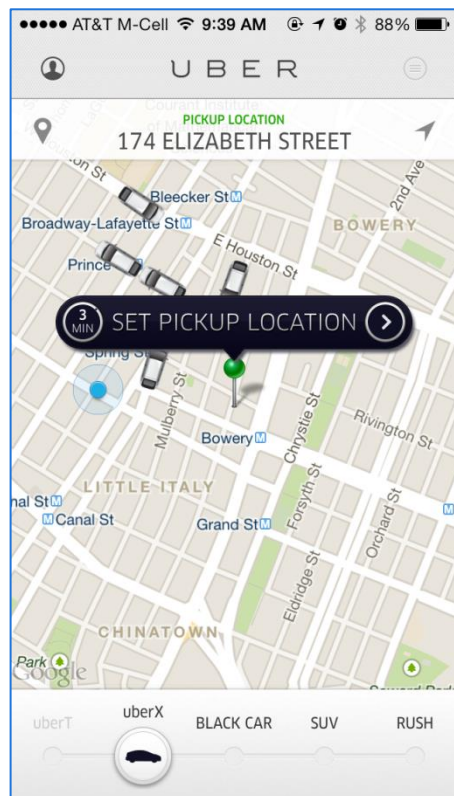 AT&T M-Cell 9:39 AM 88%
UBER
Courant Institute
PICKUP LOCATION
174 ELIZABETH STREET
Bleecker St M
2nd Ave
Broadway-Lafayette St M
BOWERY
E Houston St
Prince
3 MIN SET PICKUP LOCATION
Spring St
Mulberry St
Chrystie St
Rivington St
Bowery M
Forsyth St
LITTLE ITALY
nal St M
M Canal St
Grand St M
Orchard St
M
Eldridge St
CHINATOWN
Park
Google
uberT uberX BLACK CAR SUV RUSH